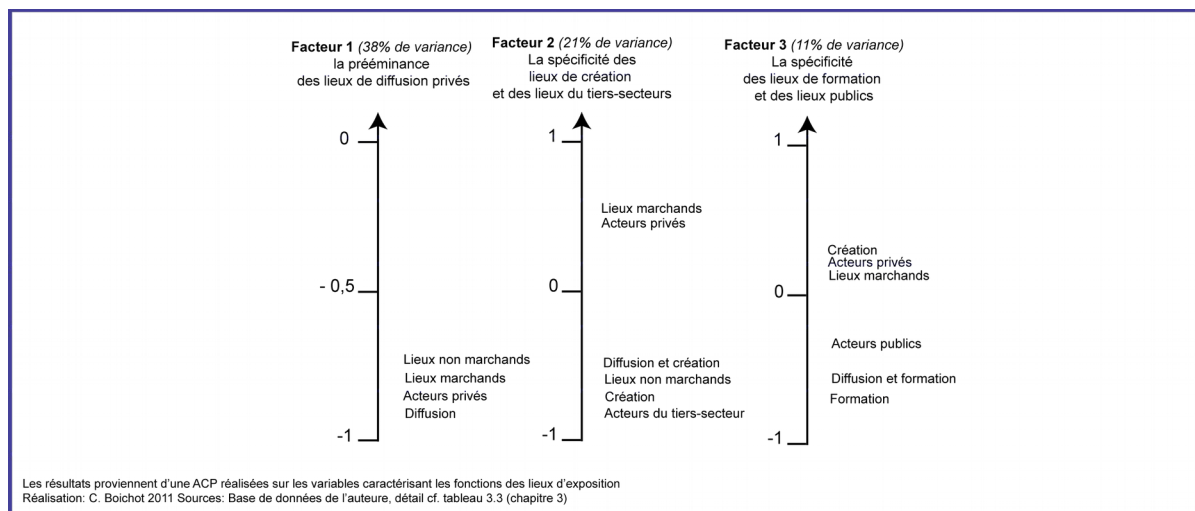 Facteur 1 (38% de variance)
la prééminance
des lieux de diffusion privés
0
- 0,5
-1
Lieux non marchands
Lieux marchands
Acteurs privés
Diffusion
Facteur 2 (21% de variance)
La spécificité des
lieux de création
et des lieux du tiers-secteurs
1
0
-1
Lieux marchands
Acteurs privés
Diffusion et création
Lieux non marchands
Création
Acteurs du tiers-secteur
Facteur 3 (11% de variance)
La spécificité
des lieux de formation
et des lieux publics
1
0
-1
Création
Acteurs privés
Lieux marchands
Acteurs publics
Diffusion et formation
Formation
Les résultats proviennent d'une ACP réalisées sur les variables caractérisant les fonctions des lieux d'exposition
Réalisation: C. Boichot 2011 Sources: Base de données de l'auteure, détail cf. tableau 3.3 (chapitre 3)